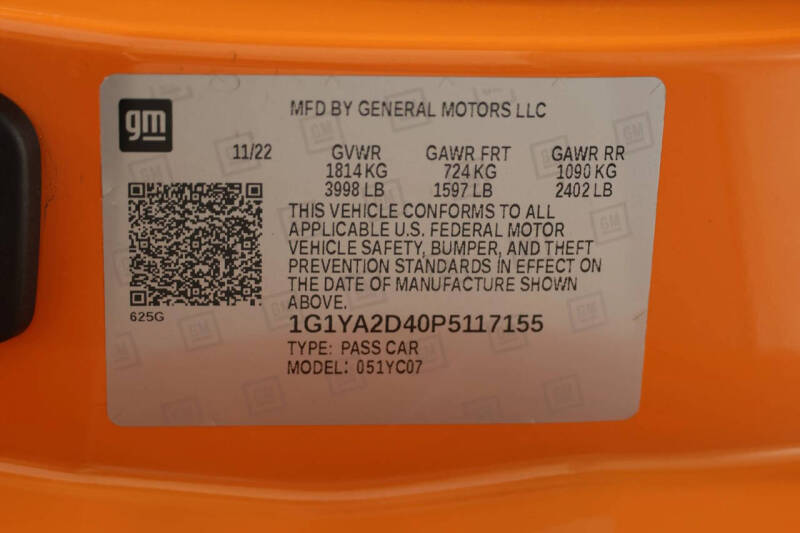 gm
MFD BY GENERAL MOTORS LLC
11/22 GVWR GAWR FRT GAWR RR
1814 KG 724 KG 1090 KG
3998 LB 1597 LB 2402 LB
THIS VEHICLE CONFORMS TO ALL
APPLICABLE U.S. FEDERAL MOTOR
VEHICLE SAFETY, BUMPER, AND THEFT
PREVENTION STANDARDS IN EFFECT ON
THE DATE OF MANUFACTURE SHOWN
ABOVE.
625G
1G1YA2D40P5117155
TYPE: PASS CAR
MODEL: 051YC07